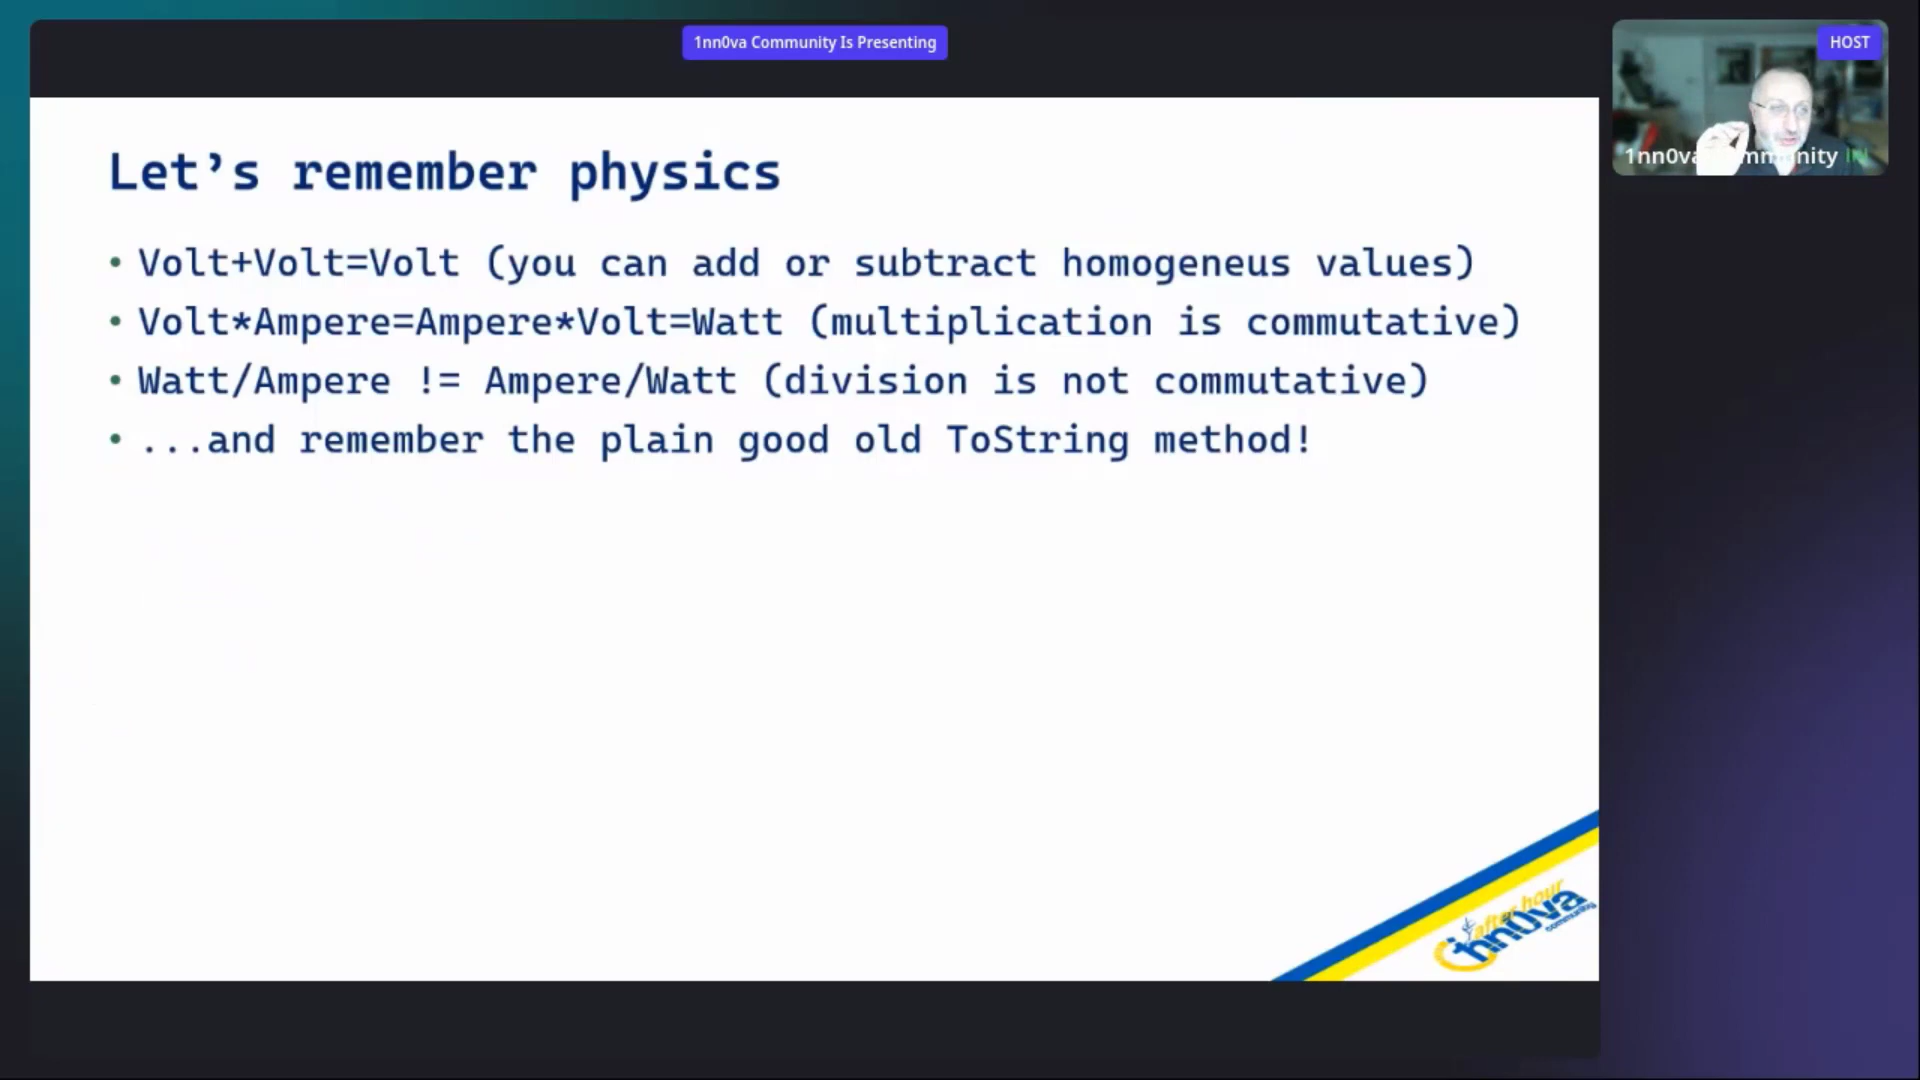 1nn0va Community Is Presenting
HOST
1nn0va Community
Let’s remember physics
• Volt+Volt=Volt (you can add or subtract homogeneus values)
• Volt*Ampere=Ampere*Volt=Watt (multiplication is commutative)
• Watt/Ampere != Ampere/Watt (division is not commutative)
• ...and remember the plain good old ToString method!
after hour
1nn0va
community